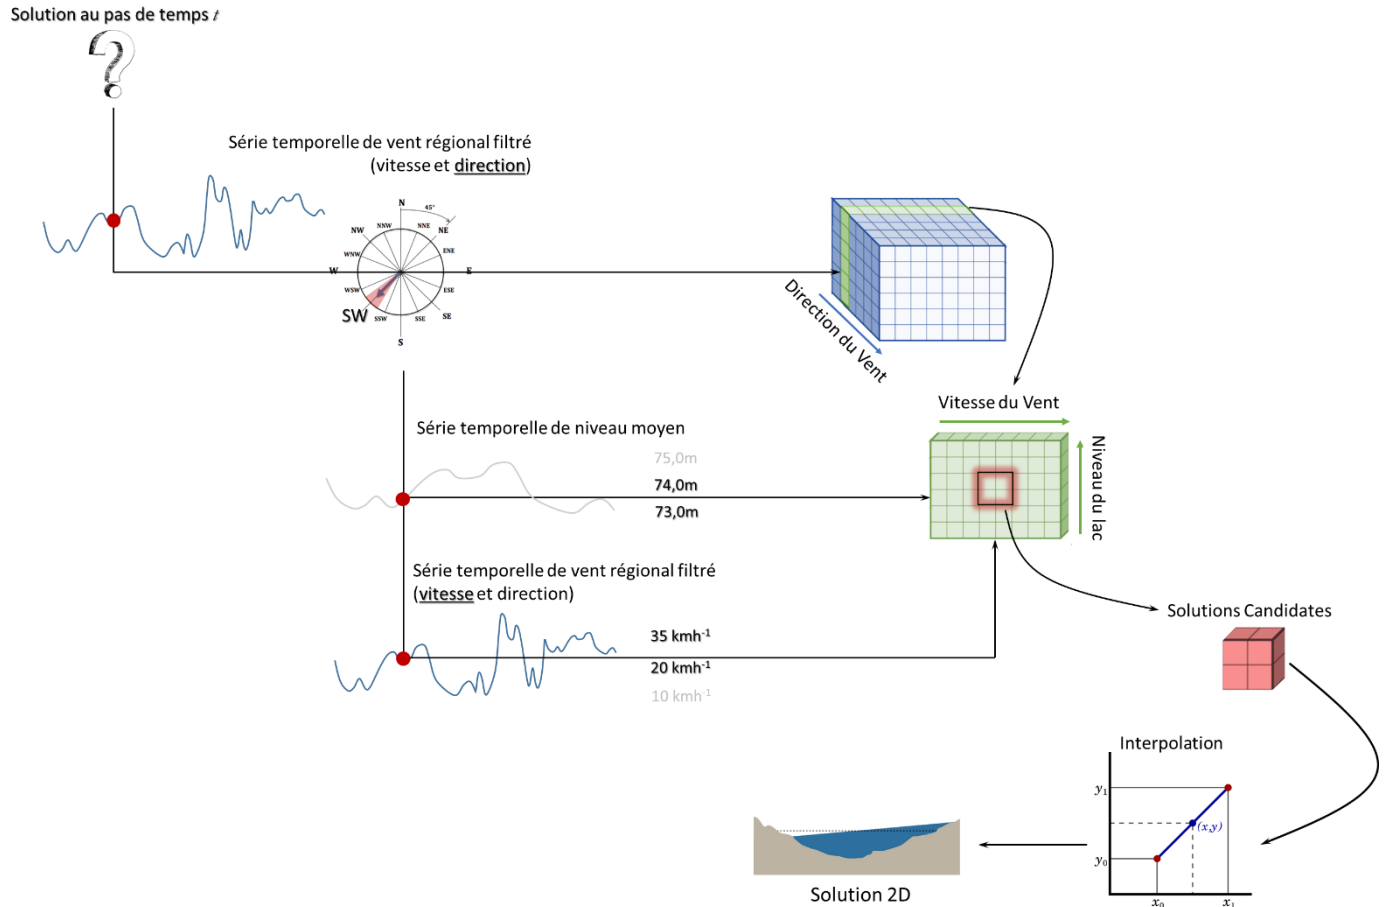 Solution au pas de temps t
Série temporelle de vent régional filtré
(vitesse et direction)
N
45°
NNW
NNE
NW
NE
WNW
ENE
W
E
WSW
ESE
SW
SE
SSW
SSE
S
Direction du Vent
Vitesse du Vent
Niveau du lac
Série temporelle de niveau moyen
75,0m
74,0m
73,0m
Série temporelle de vent régional filtré
(vitesse et direction)
35 kmh⁻¹
20 kmh⁻¹
10 kmh⁻¹
Solutions Candidates
Interpolation
y₁
(x,y)
y₀
x₀
x₁
Solution 2D